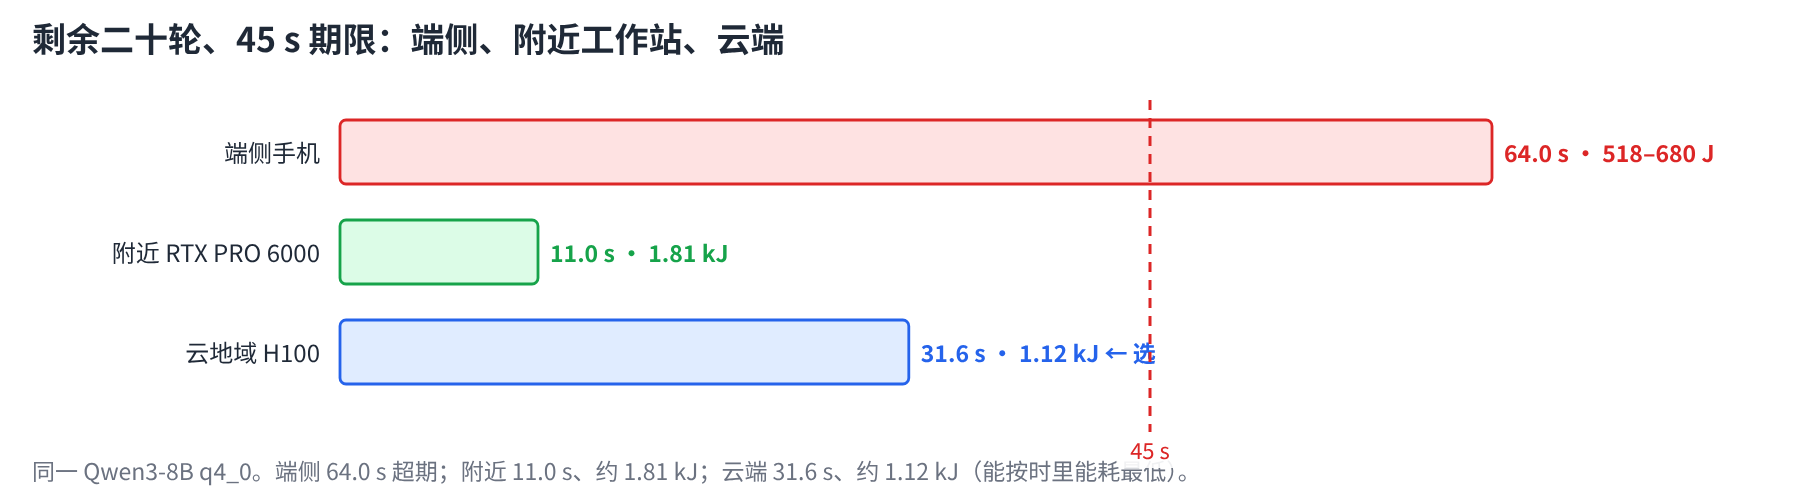 剩余二十轮、45 s 期限：端侧、附近工作站、云端
端侧手机
64.0 s • 518–680 J
附近 RTX PRO 6000
11.0 s • 1.81 kJ
云地域 H100
31.6 s • 1.12 kJ ← 选
45 s
同一 Qwen3-8B q4_0。端侧 64.0 s 超期；附近 11.0 s、约 1.81 kJ；云端 31.6 s、约 1.12 kJ（能按时里能耗最低）。